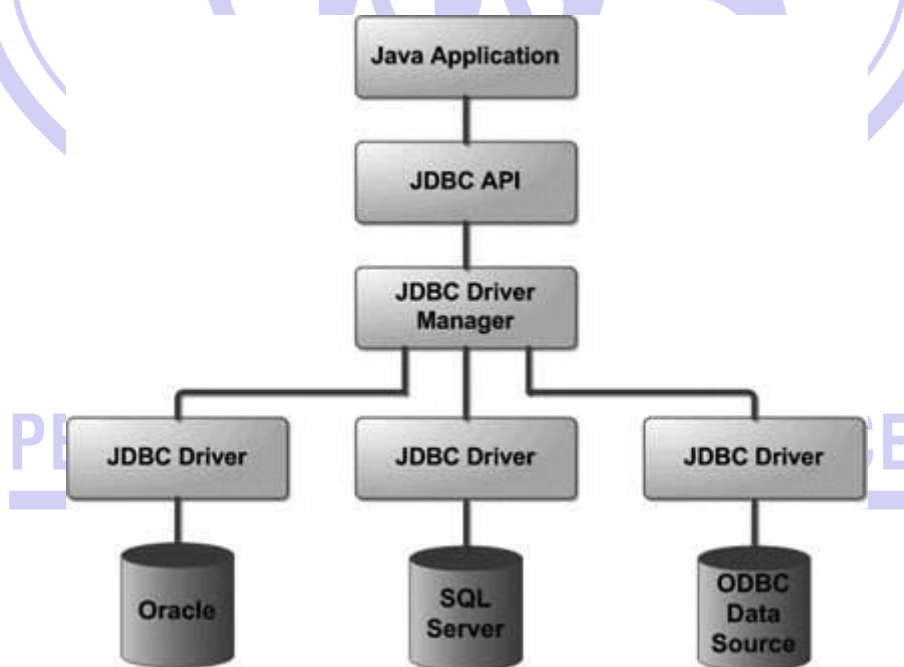 Java Application
JDBC API
JDBC Driver
Manager
JDBC Driver
JDBC Driver
JDBC Driver
Oracle
SQL
Server
ODBC
Data
Source